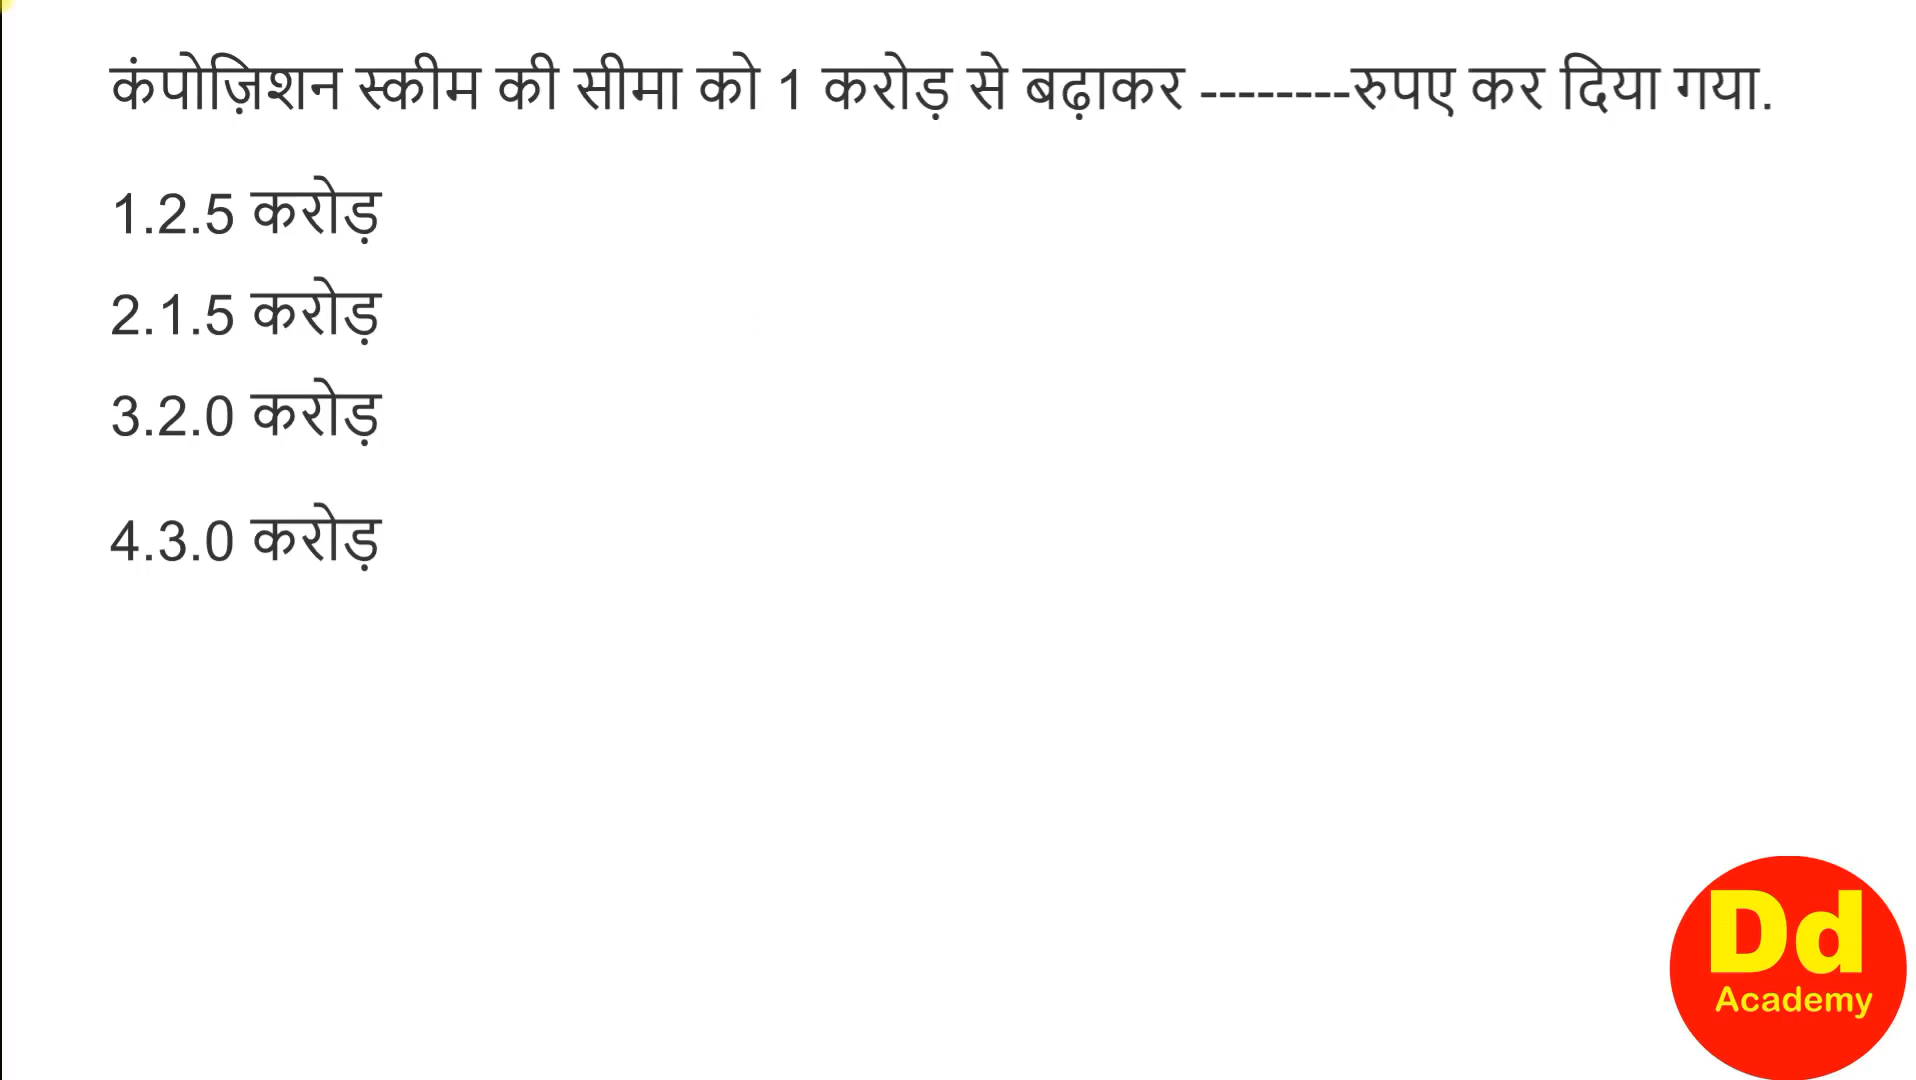 कंपोज़िशन स्कीम की सीमा को 1 करोड़ से बढ़ाकर --------रुपए कर दिया गया.
1.2.5 करोड़
2.1.5 करोड़
3.2.0 करोड़
4.3.0 करोड़
Dd
Academy